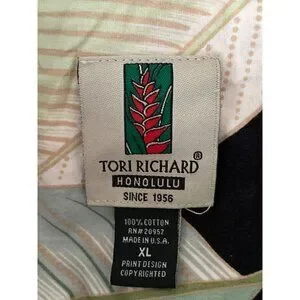 TORI RICHARD®
HONOLULU
SINCE 1956
100% COTTON
RN# 20957
MADE IN U.S.A.
XL
PRINT DESIGN
COPYRIGHTED